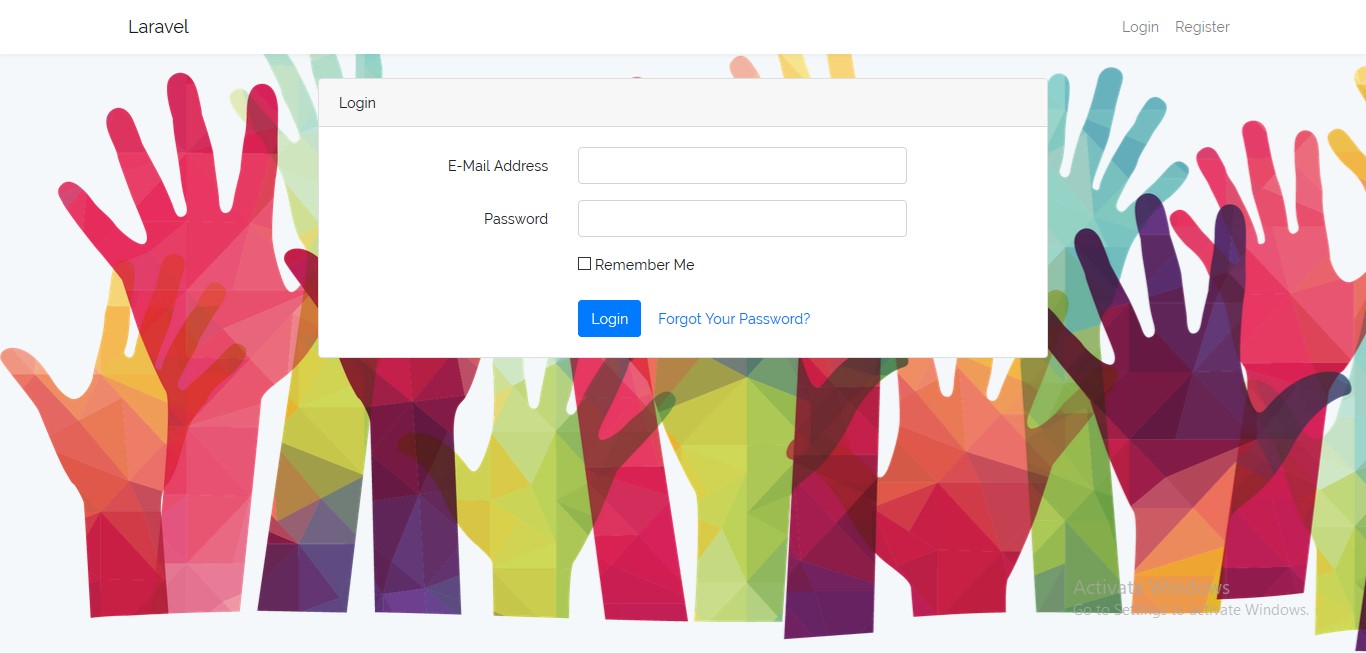 Laravel
Login Register
Login
E-Mail Address
Password
Remember Me
Login Forgot Your Password?
Activate Windows
Go to Settings to activate Windows.